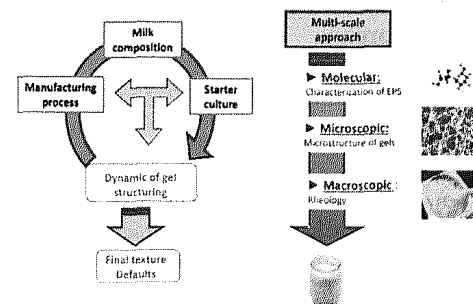 Milk
composition
Manufacturing
process
Starter
culture
Dynamic of gel
structuring
Final texture
Defaults
Multi-scale
approach
► Molecular:
Characterization of EPS
► Microscopic:
Microstructure of gels
► Macroscopic :
Rheology